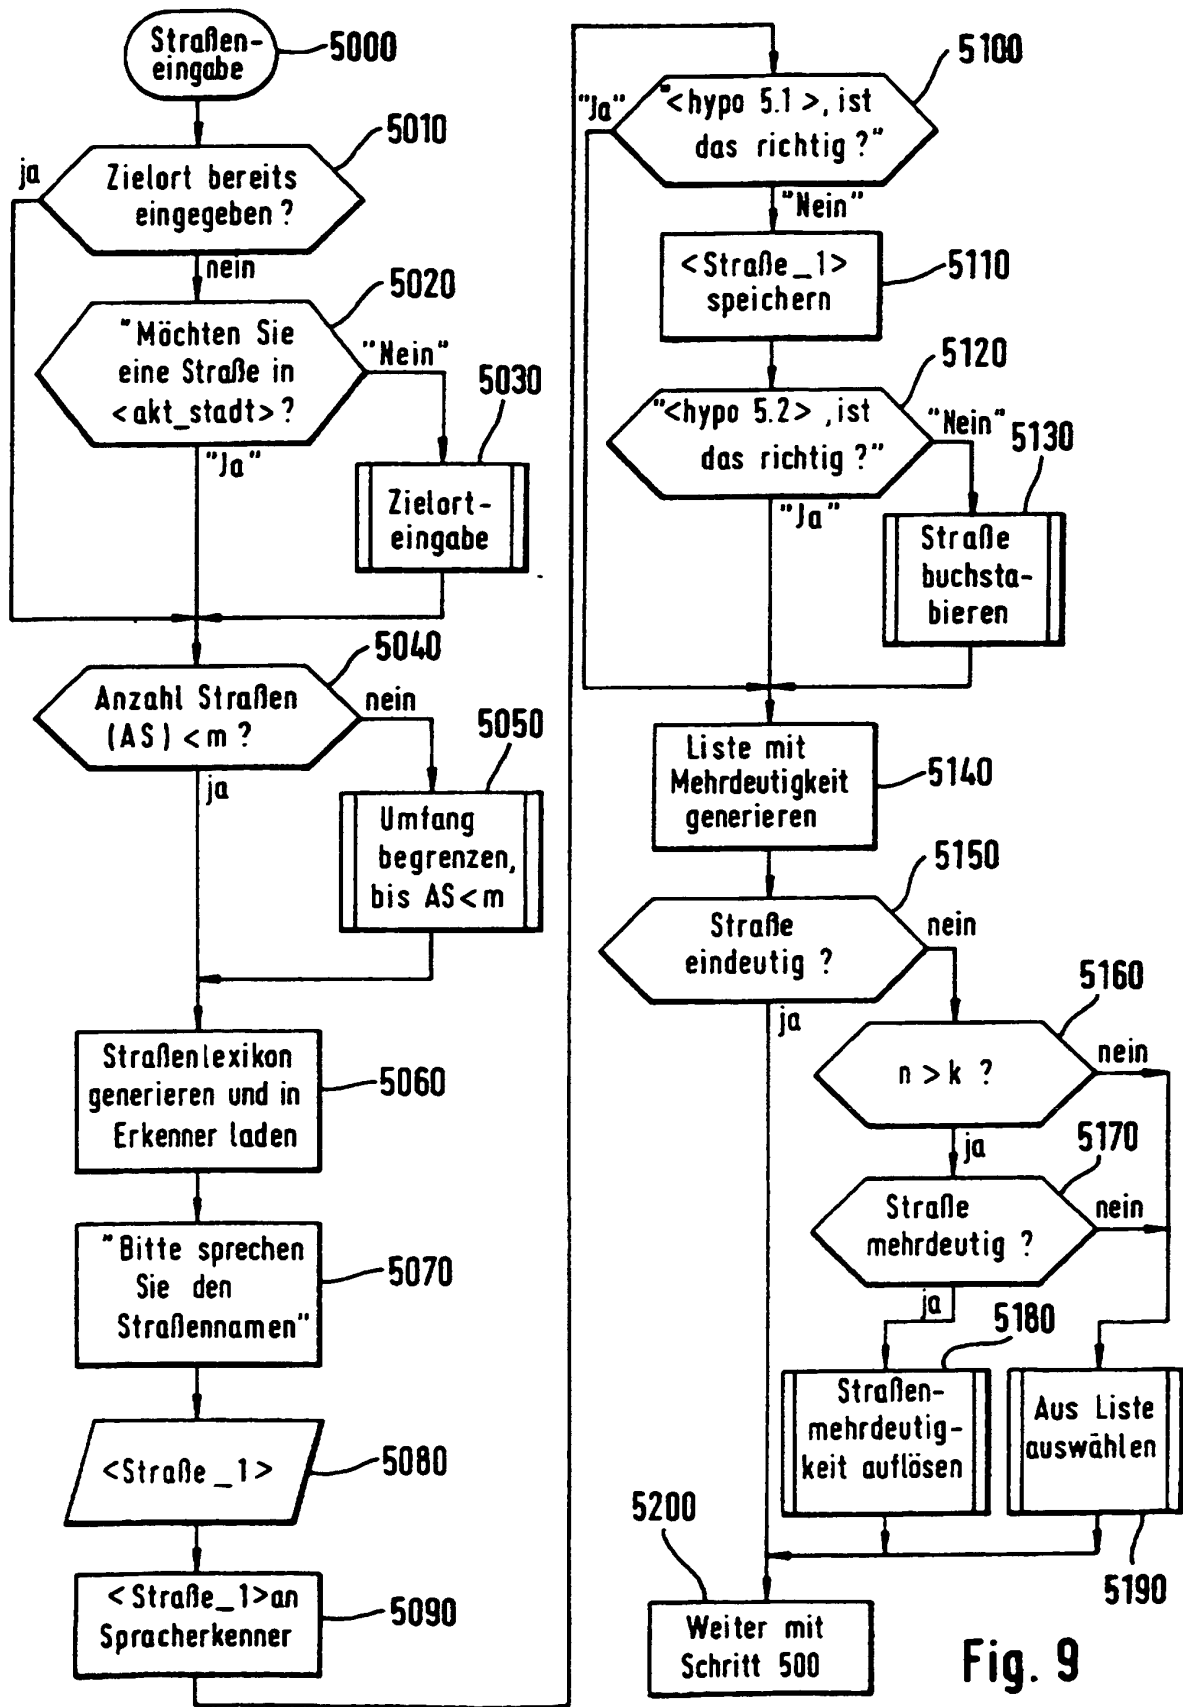 Straßen-
eingabe
5000
5010
ja
Zielort bereits
eingegeben ?
nein
5020
"Möchten Sie
eine Straße in
<akt_stadt> ?
"Nein"
5030
"Ja"
Zielort-
eingabe
5040
Anzahl Straßen
(AS) < m ?
nein
ja
5050
Umfang
begrenzen,
bis AS<m
Straßenlexikon
generieren und in
Erkenner laden
5060
"Bitte sprechen
Sie den
Straßennamen"
5070
<Straße_1>
5080
<Straße_1>an
Spracherkenner
5090
5100
"Ja"
"<hypo 5.1>, ist
das richtig ?"
"Nein"
<Straße_1>
speichern
5110
5120
"<hypo 5.2> , ist
das richtig ?"
"Nein"
5130
"Ja"
Straße
buchsta-
bieren
Liste mit
Mehrdeutigkeit
generieren
5140
5150
Straße
eindeutig ?
nein
ja
5160
n > k ?
nein
ja
5170
Straße
mehrdeutig ?
nein
ja
5180
Straßen-
mehrdeutig-
keit auflösen
Aus Liste
auswählen
5190
5200
Weiter mit
Schritt 500
Fig. 9